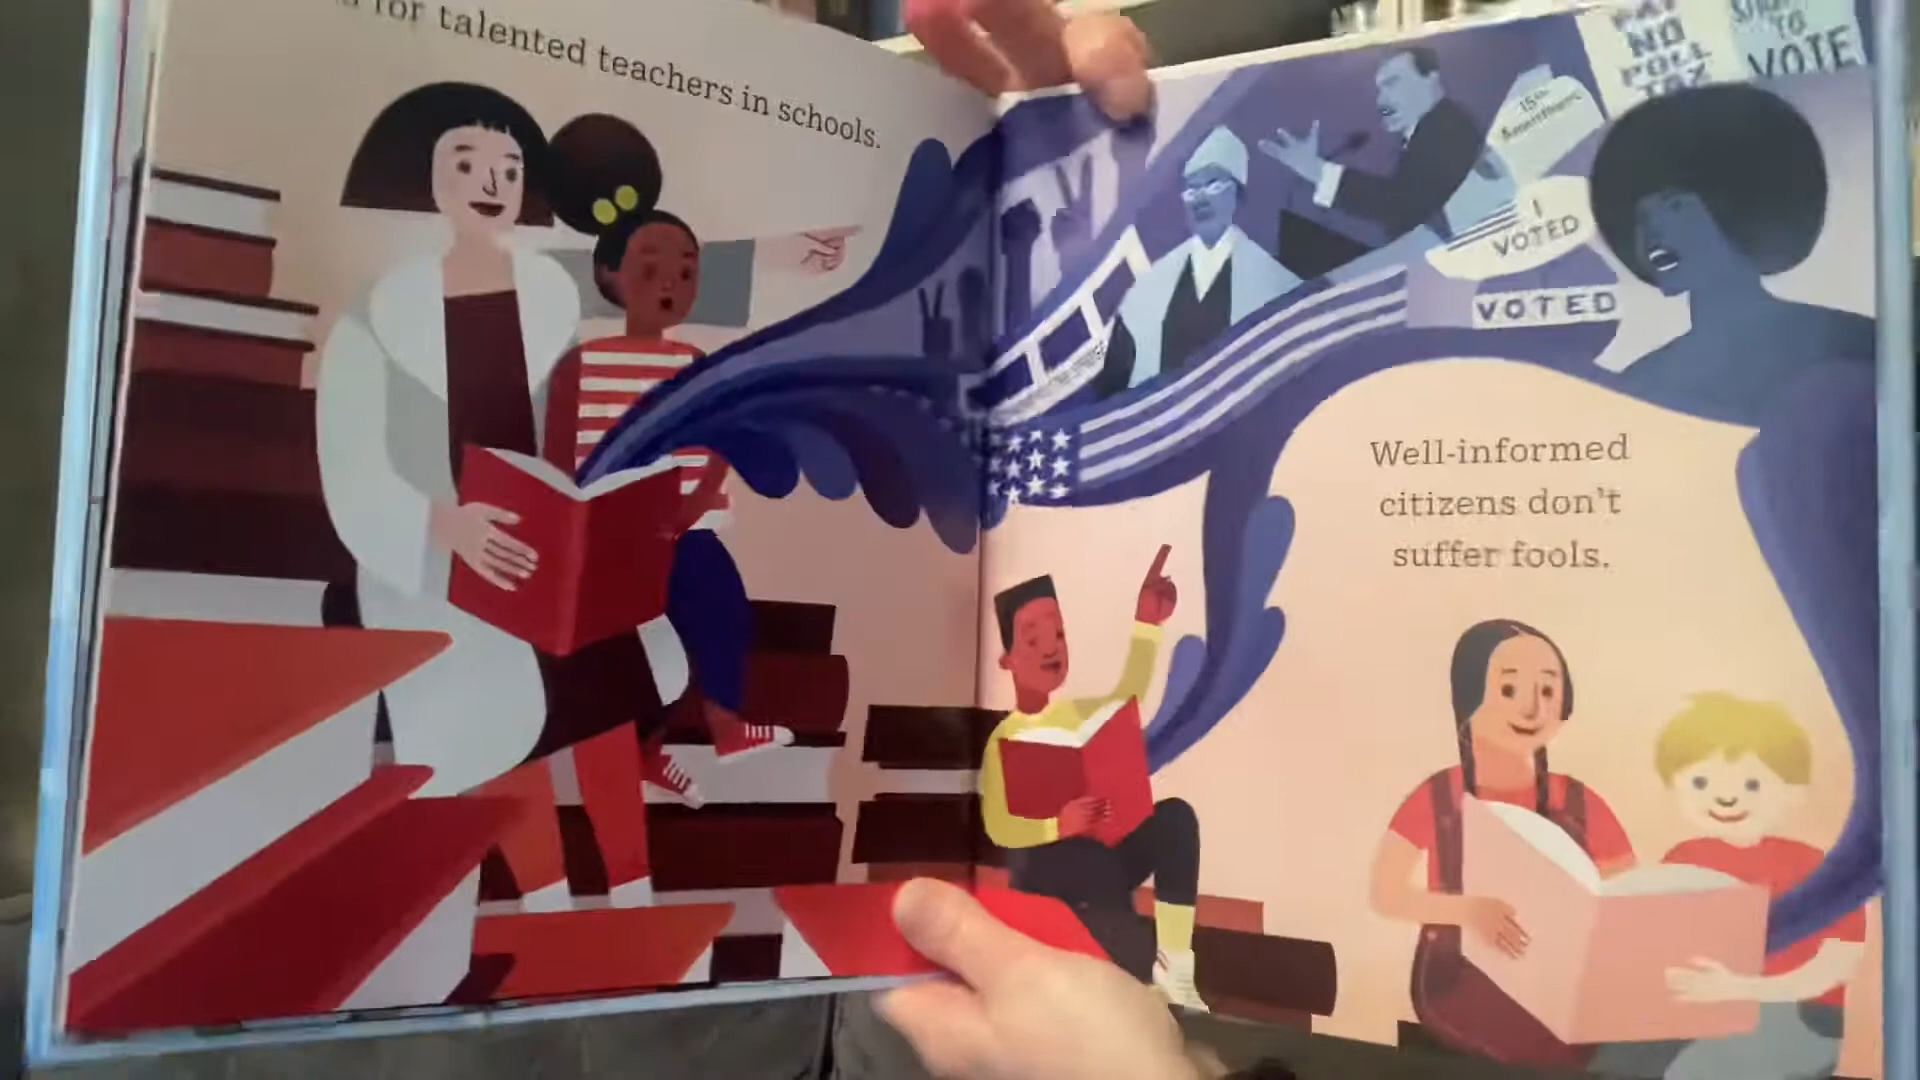 for talented teachers in schools.
PAY
NO
POLL
TAX
TO
VOTE
15th
Amendment
I
VOTED
VOTED
Well-informed
citizens don't
suffer fools.